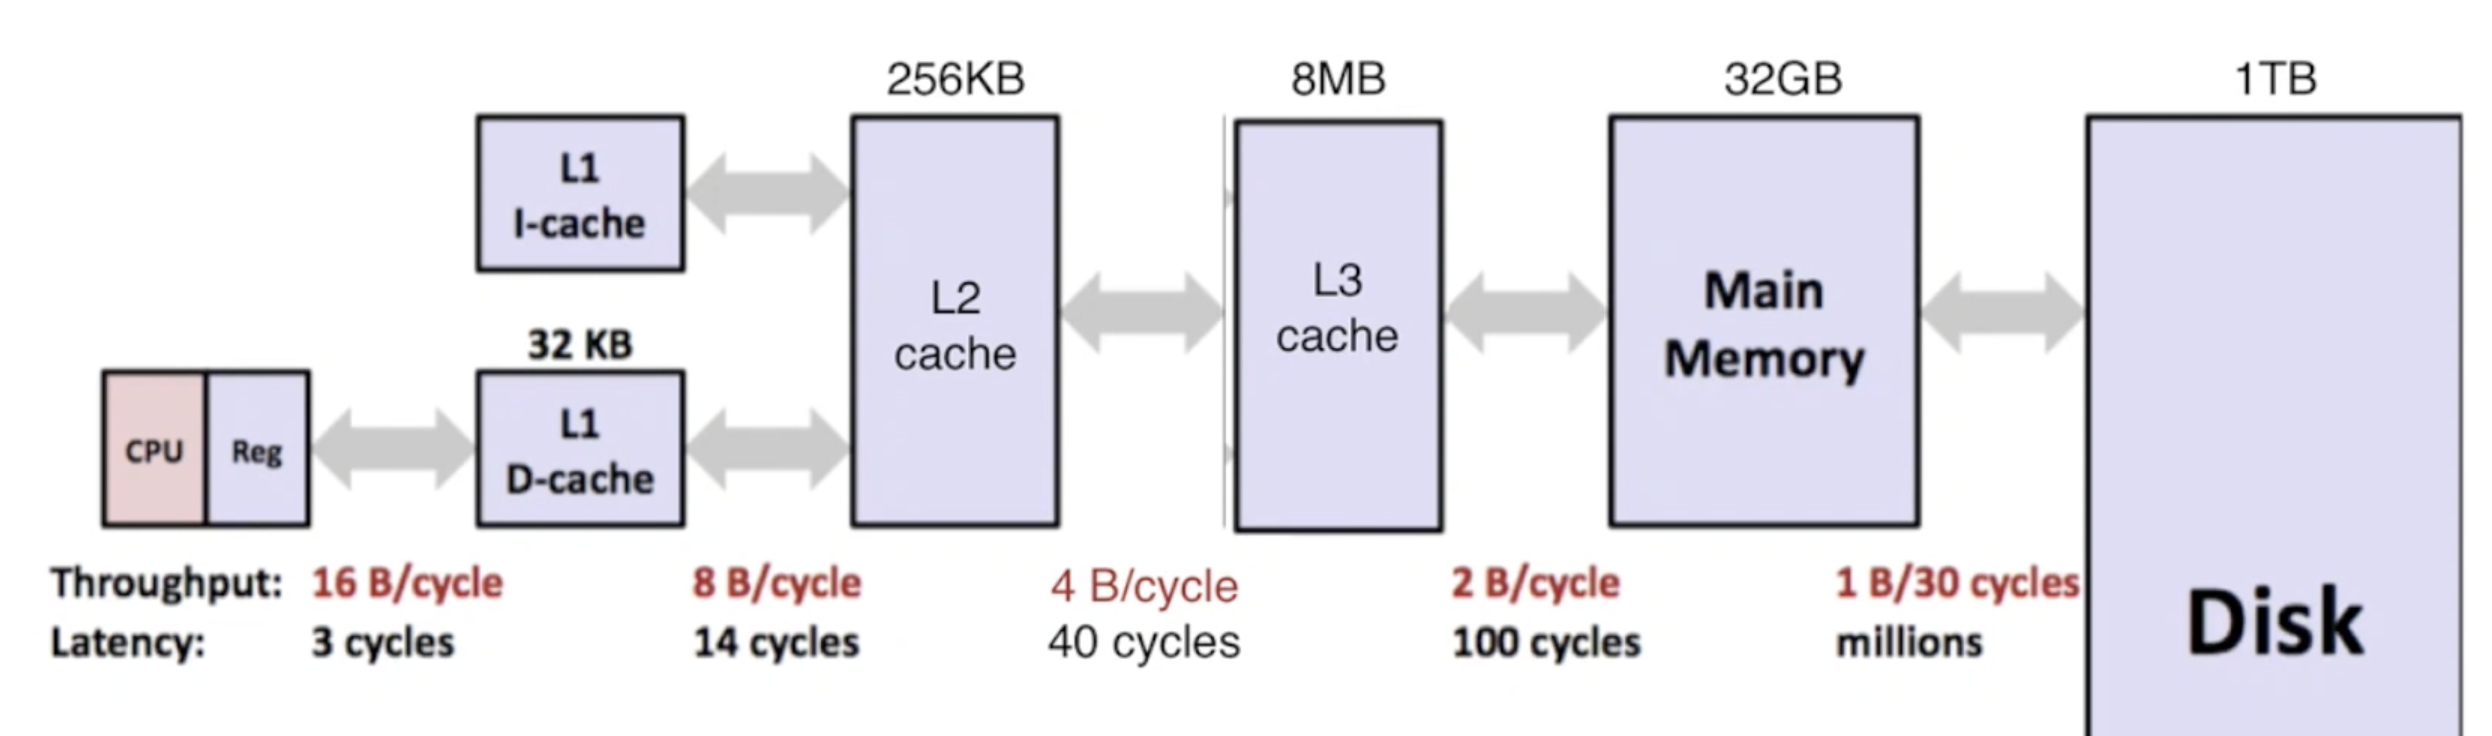 256KB
8MB
32GB
1TB
L1
I-cache
32 KB
L1
D-cache
CPU
Reg
L2
cache
L3
cache
Main
Memory
Disk
Throughput: 16 B/cycle 8 B/cycle 4 B/cycle 2 B/cycle 1 B/30 cycles
Latency: 3 cycles 14 cycles 40 cycles 100 cycles millions